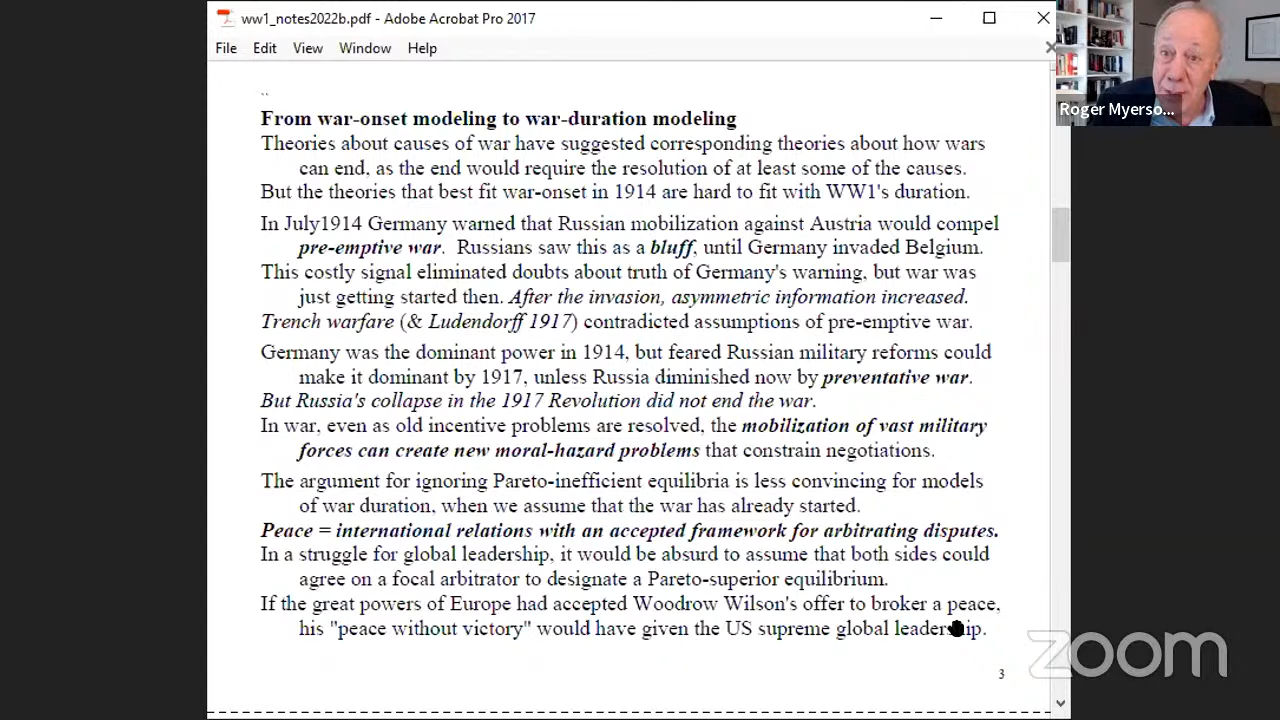 ww1_notes2022b.pdf - Adobe Acrobat Pro 2017
File Edit View Window Help
Roger Myerso...
From war-onset modeling to war-duration modeling
Theories about causes of war have suggested corresponding theories about how wars
can end, as the end would require the resolution of at least some of the causes.
But the theories that best fit war-onset in 1914 are hard to fit with WW1's duration.
In July1914 Germany warned that Russian mobilization against Austria would compel
pre-emptive war. Russians saw this as a bluff, until Germany invaded Belgium.
This costly signal eliminated doubts about truth of Germany's warning, but war was
just getting started then. After the invasion, asymmetric information increased.
Trench warfare (& Ludendorff 1917) contradicted assumptions of pre-emptive war.
Germany was the dominant power in 1914, but feared Russian military reforms could
make it dominant by 1917, unless Russia diminished now by preventative war.
But Russia's collapse in the 1917 Revolution did not end the war.
In war, even as old incentive problems are resolved, the mobilization of vast military
forces can create new moral-hazard problems that constrain negotiations.
The argument for ignoring Pareto-inefficient equilibria is less convincing for models
of war duration, when we assume that the war has already started.
Peace = international relations with an accepted framework for arbitrating disputes.
In a struggle for global leadership, it would be absurd to assume that both sides could
agree on a focal arbitrator to designate a Pareto-superior equilibrium.
If the great powers of Europe had accepted Woodrow Wilson's offer to broker a peace,
his "peace without victory" would have given the US supreme global leadership.
3
zoom